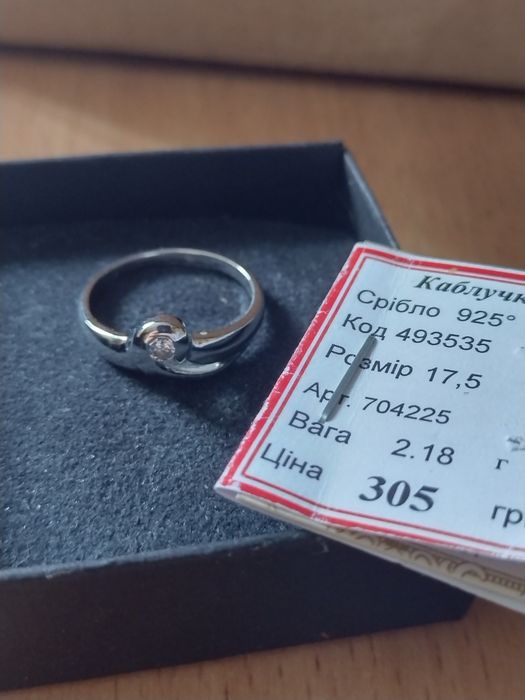 Каблучк
Срібло 925°
Код 493535
Розмір 17,5
Арт. 704225
Вага 2.18 г
Ціна 305 гр